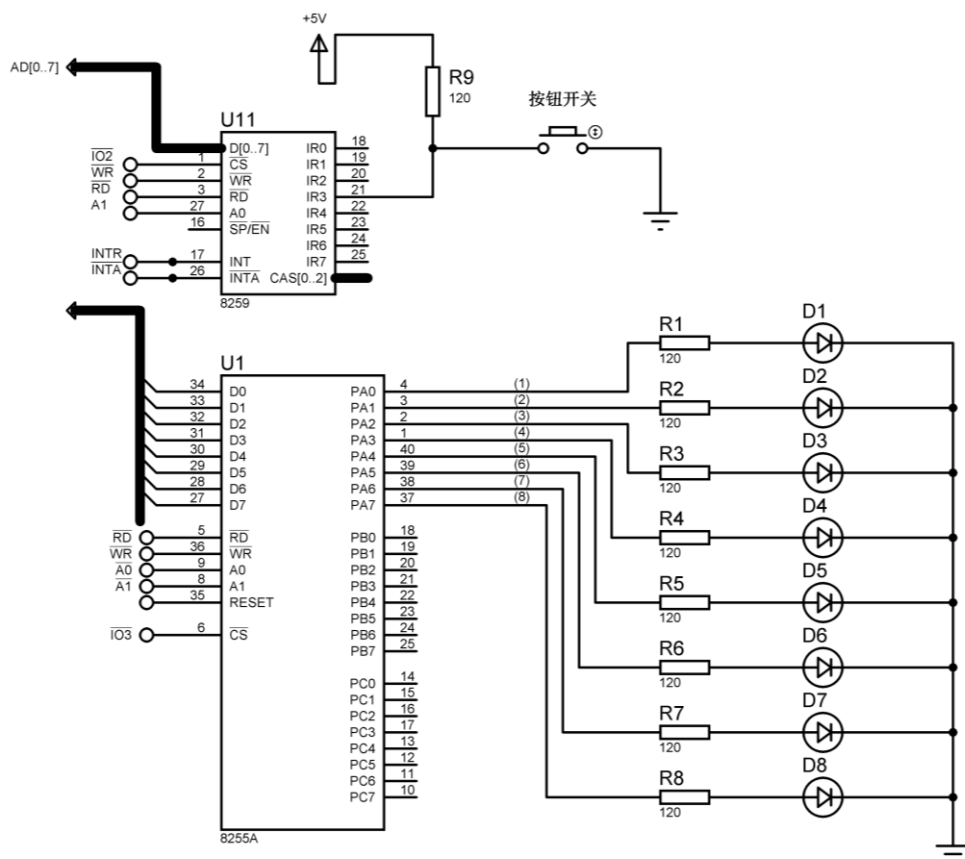 +5V
AD[0..7]
R9
120
按钮开关
U11
D[0..7]
IO2
1
CS
WR
2
WR
RD
3
RD
A1
27
A0
16
SP/EN
INTR
17
INT
INTA
26
INTA
IR0
18
IR1
19
IR2
20
IR3
21
IR4
22
IR5
23
IR6
24
IR7
25
CAS[0..2]
8259
U1
34
D0
33
D1
32
D2
31
D3
30
D4
29
D5
28
D6
27
D7
RD
5
RD
WR
36
WR
A0
9
A0
A1
8
A1
35
RESET
IO3
6
CS
PA0
4
(1)
PA1
3
(2)
PA2
2
(3)
PA3
1
(4)
PA4
40
(5)
PA5
39
(6)
PA6
38
(7)
PA7
37
(8)
PB0
18
PB1
19
PB2
20
PB3
21
PB4
22
PB5
23
PB6
24
PB7
25
PC0
14
PC1
15
PC2
16
PC3
17
PC4
13
PC5
12
PC6
11
PC7
10
8255A
R1
120
D1
R2
120
D2
R3
120
D3
R4
120
D4
R5
120
D5
R6
120
D6
R7
120
D7
R8
120
D8